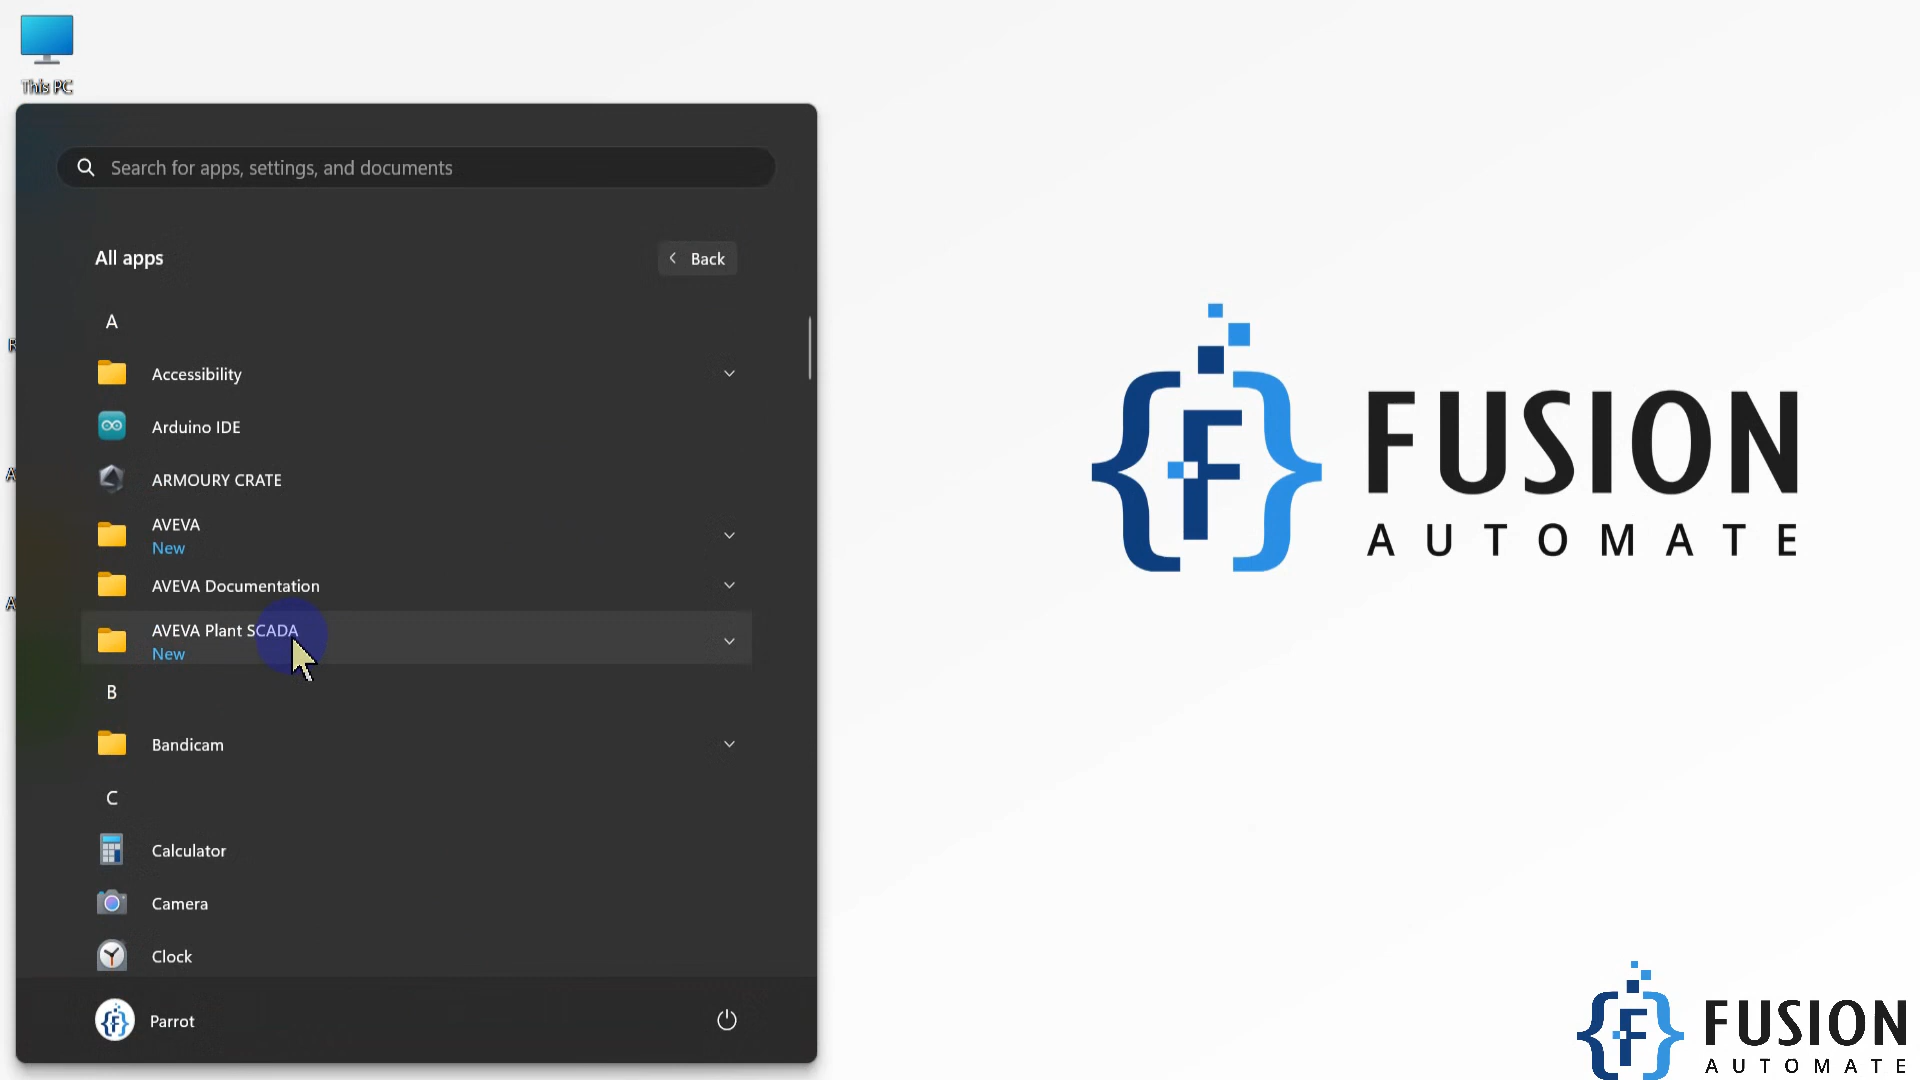 This PC
Search for apps, settings, and documents
All apps
Back
A
Accessibility
Arduino IDE
ARMOURY CRATE
AVEVA
New
AVEVA Documentation
AVEVA Plant SCADA
New
B
Bandicam
C
Calculator
Camera
Clock
Parrot
R
A
A
F
FUSION
AUTOMATE
F
FUSION
AUTOMATE